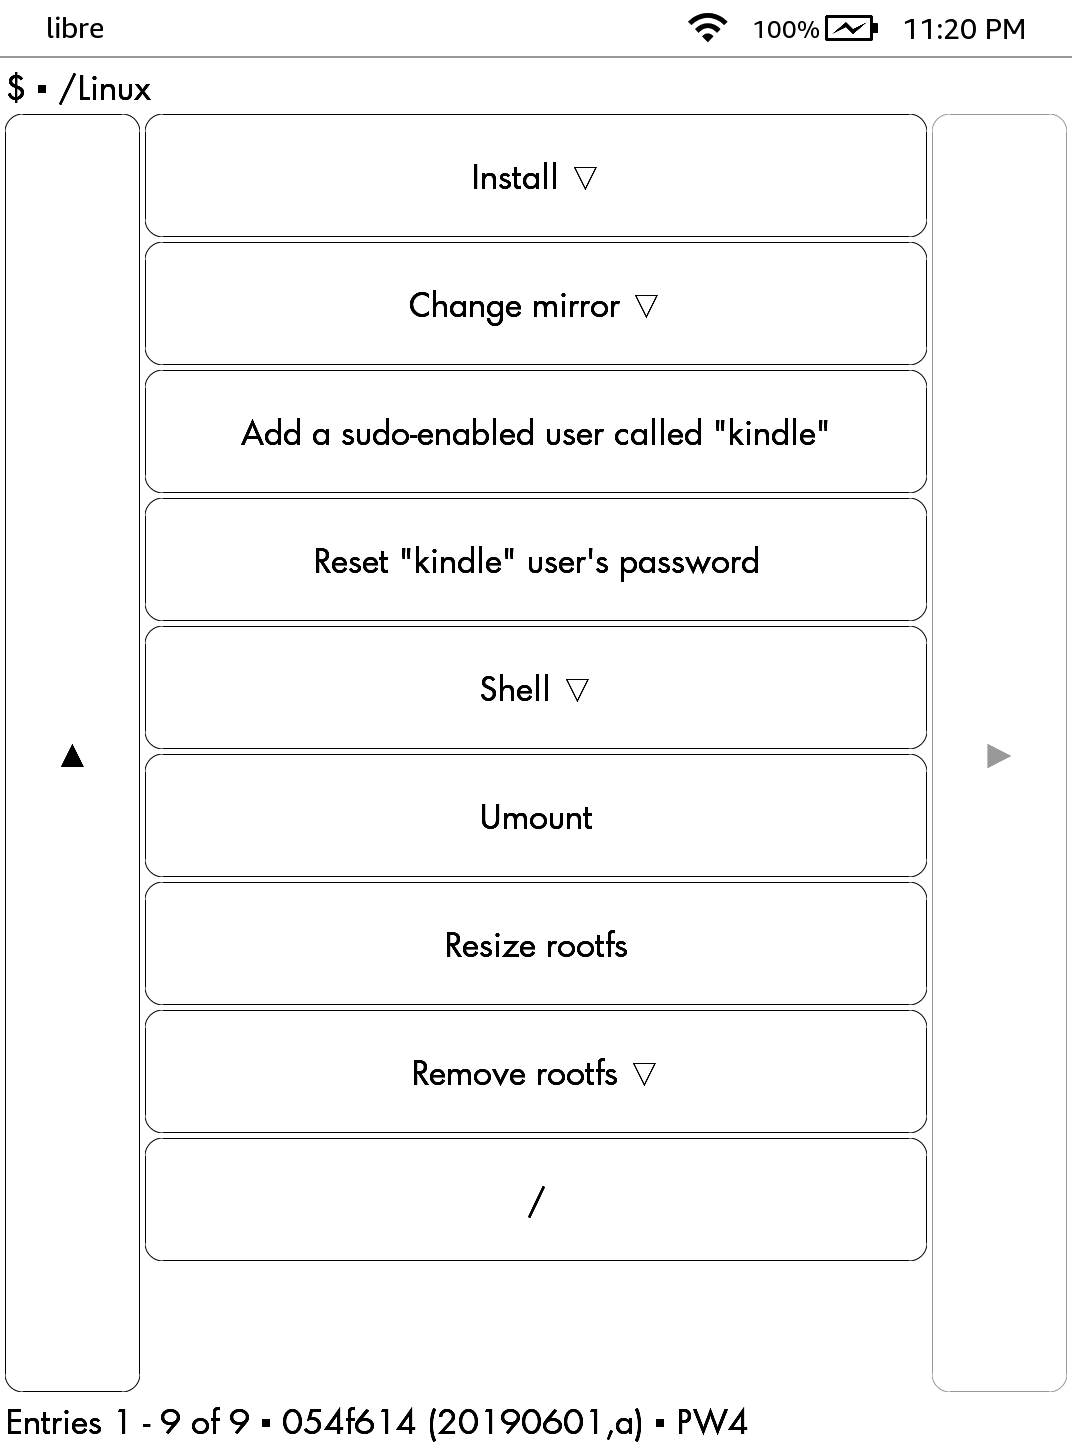 libre 100% 11:20 PM
$ ▪ /Linux
Install ▽
Change mirror ▽
Add a sudo-enabled user called "kindle"
Reset "kindle" user's password
Shell ▽
Umount
Resize rootfs
Remove rootfs ▽
/
Entries 1 - 9 of 9 ▪ 054f614 (20190601,a) ▪ PW4